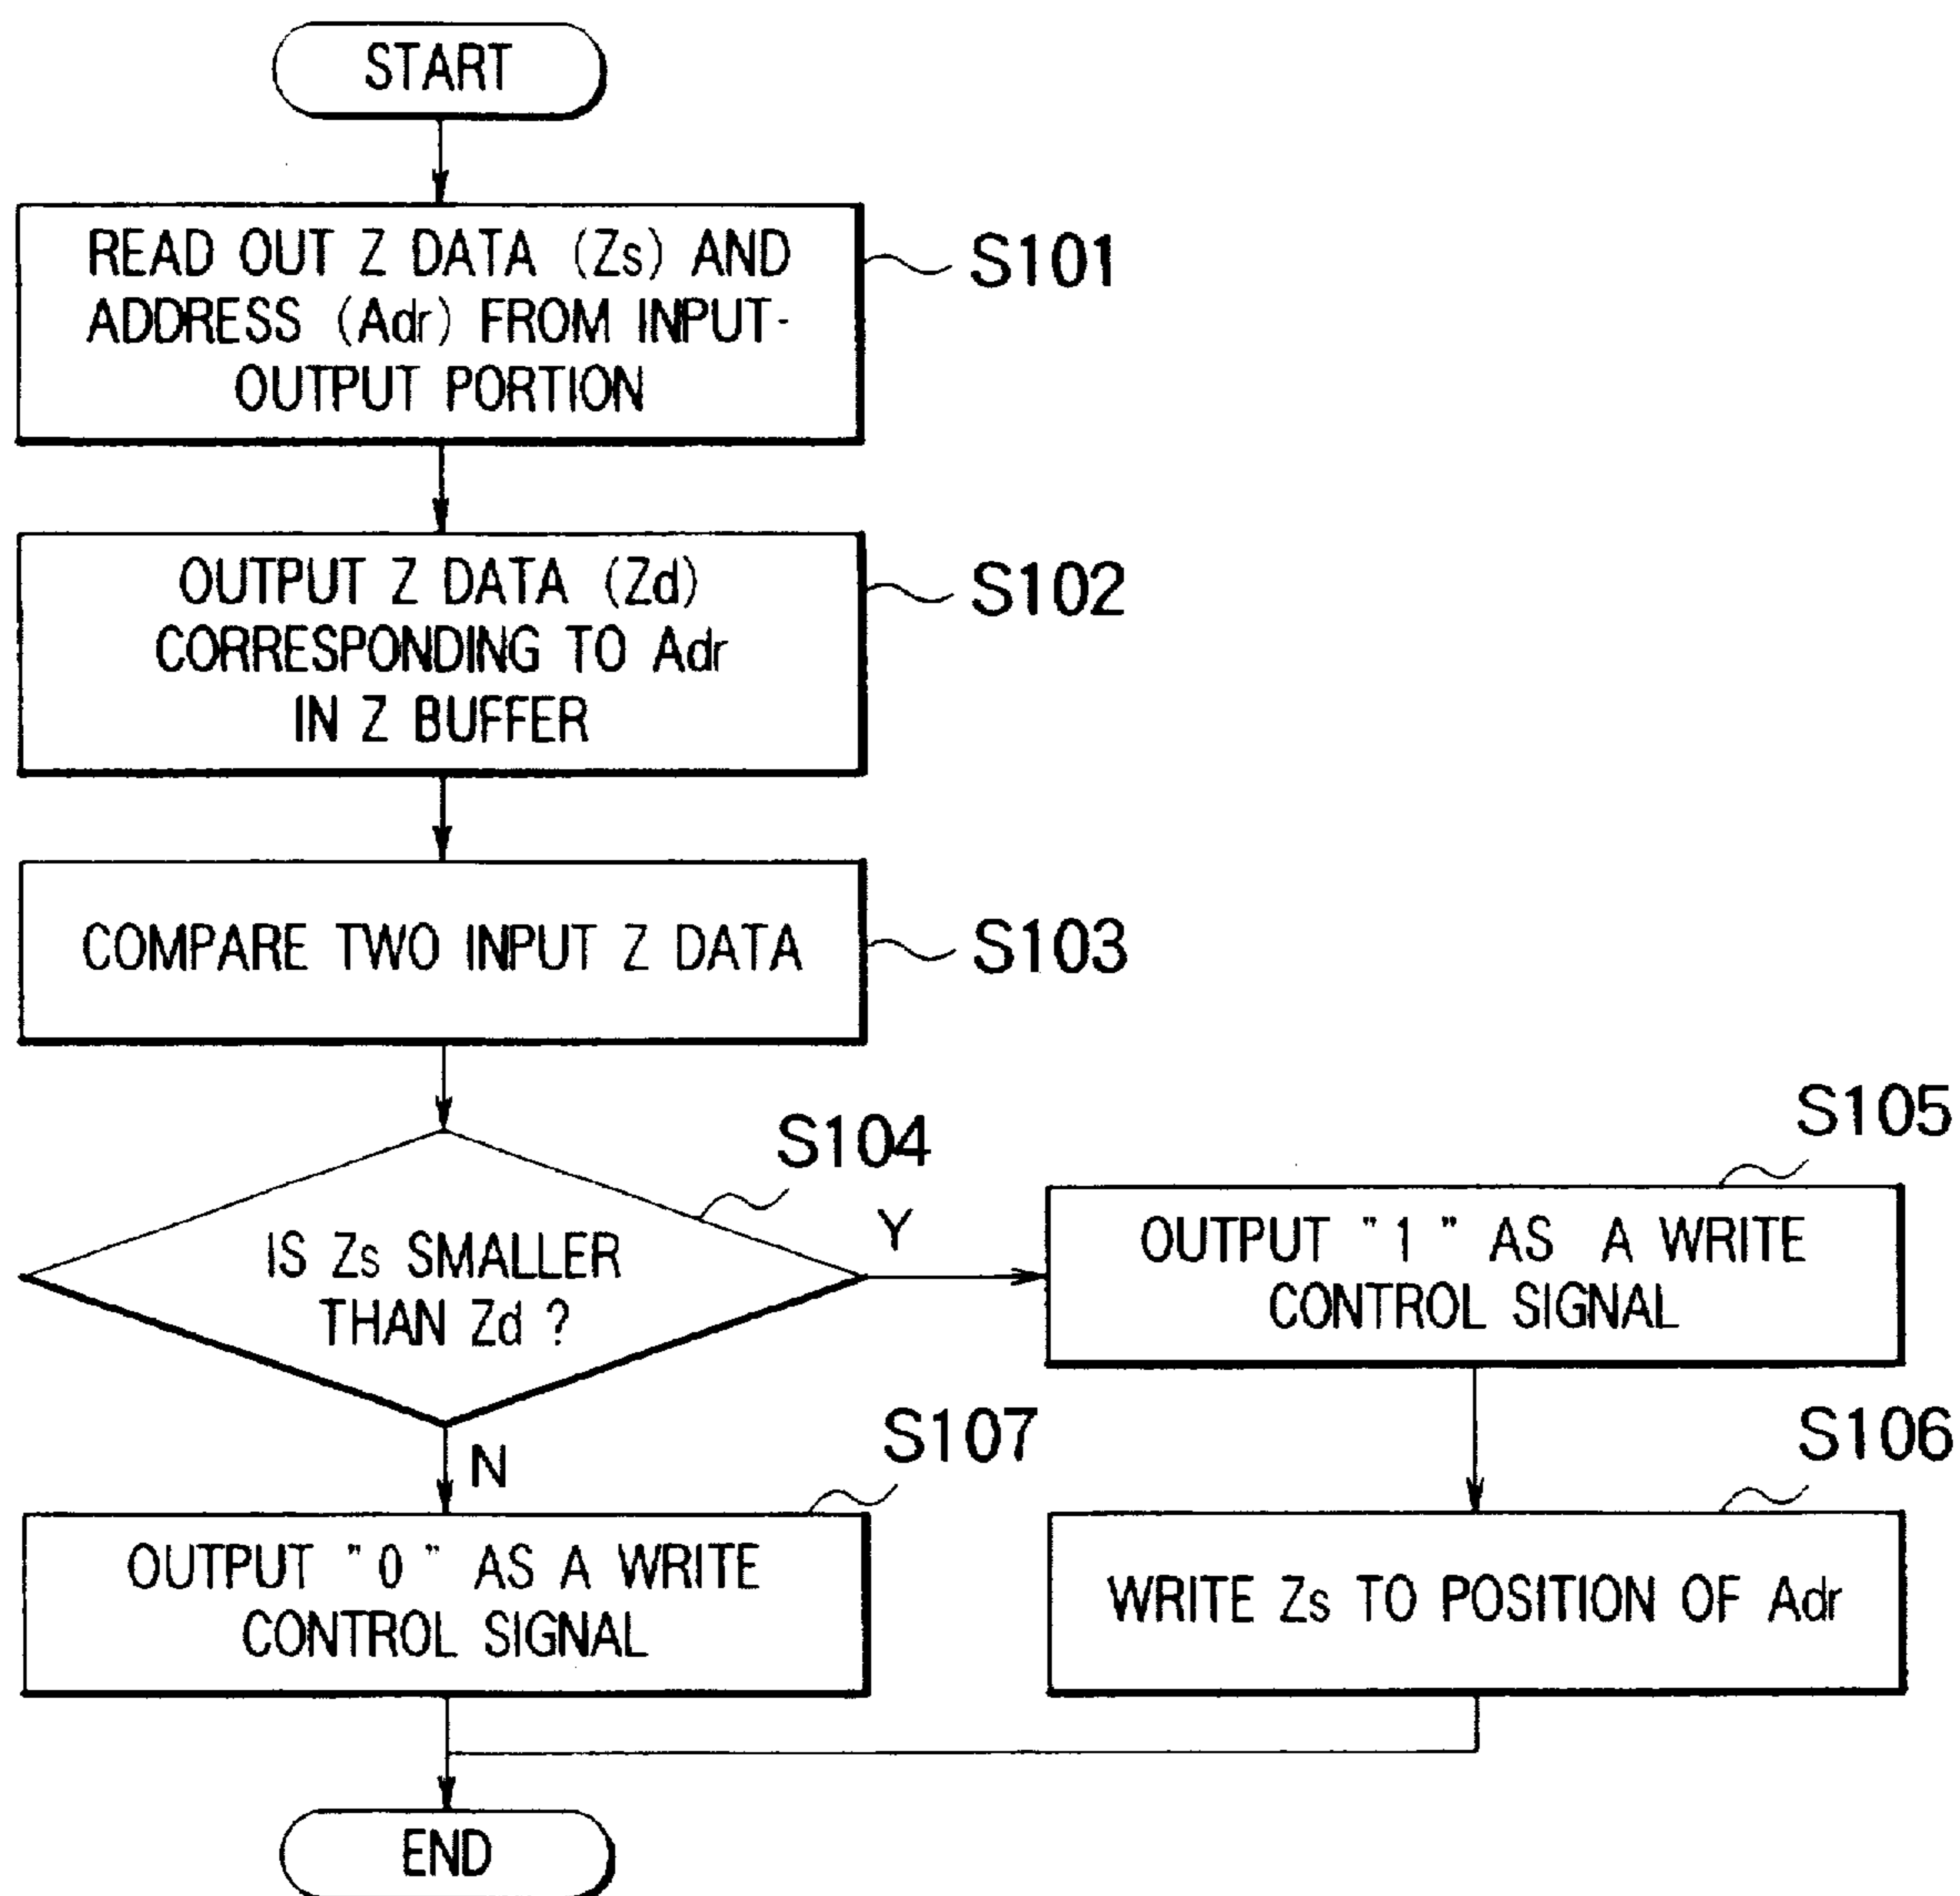 START
READ OUT Z DATA (Zs) AND
ADDRESS (Adr) FROM INPUT-
OUTPUT PORTION
S101
OUTPUT Z DATA (Zd)
CORRESPONDING TO Adr
IN Z BUFFER
S102
COMPARE TWO INPUT Z DATA
S103
S104
IS Zs SMALLER
THAN Zd ?
Y
S105
OUTPUT "1" AS A WRITE
CONTROL SIGNAL
N
S107
OUTPUT "0" AS A WRITE
CONTROL SIGNAL
S106
WRITE Zs TO POSITION OF Adr
END